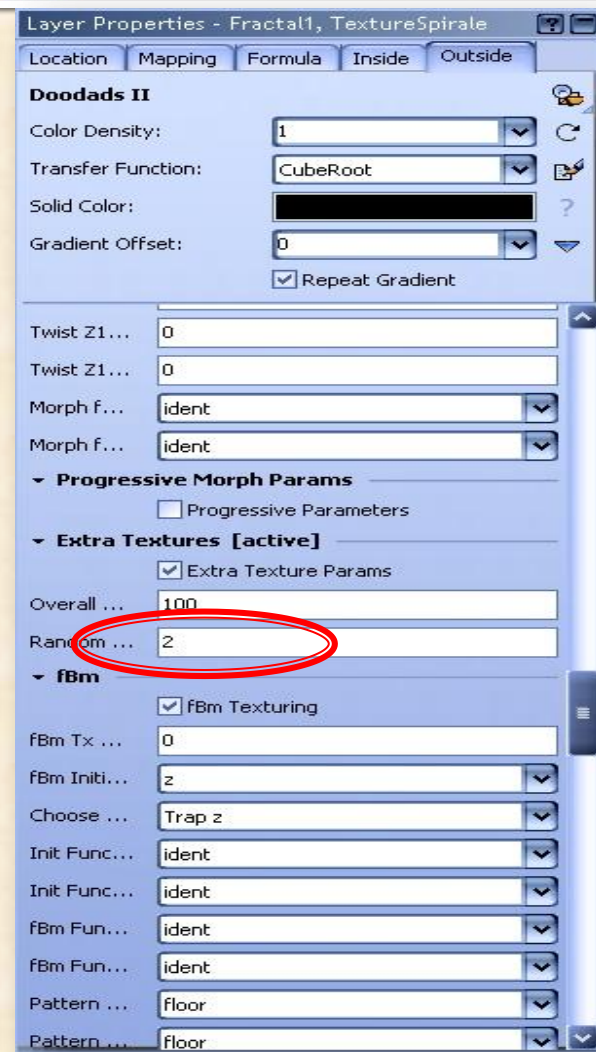 Layer Properties - Fractal1, TextureSpirale ?
Location Mapping Formula Inside Outside
Doodads II
Color Density: 1
Transfer Function: CubeRoot
Solid Color: ?
Gradient Offset: 0
Repeat Gradient
Twist Z1... 0
Twist Z1... 0
Morph f... ident
Morph f... ident
Progressive Morph Params
Progressive Parameters
Extra Textures [active]
Extra Texture Params
Overall ... 100
Random ... 2
fBm
fBm Texturing
fBm Tx ... 0
fBm Initi... z
Choose ... Trap z
Init Func... ident
Init Func... ident
fBm Fun... ident
fBm Fun... ident
Pattern ... floor
Pattern ... floor